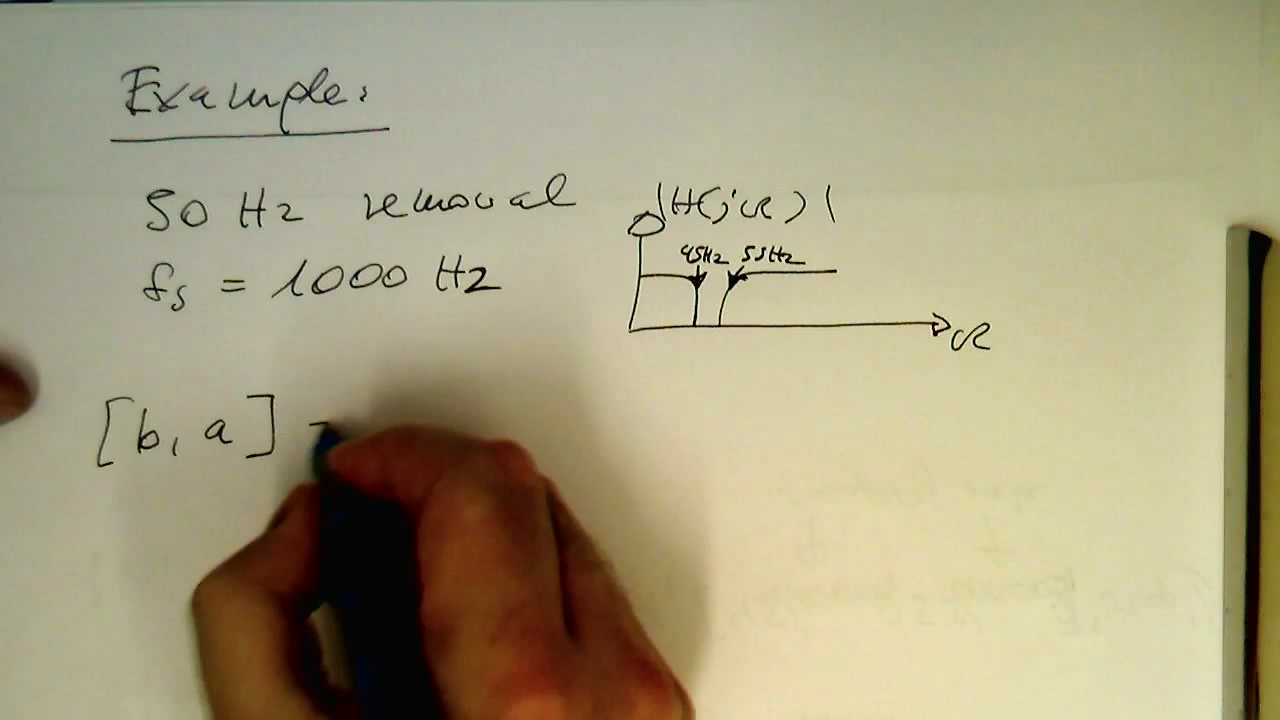 Example:
50 Hz removal
fs = 1000 Hz
|H(jΩ)|
45Hz 55Hz
Ω
[b, a] =